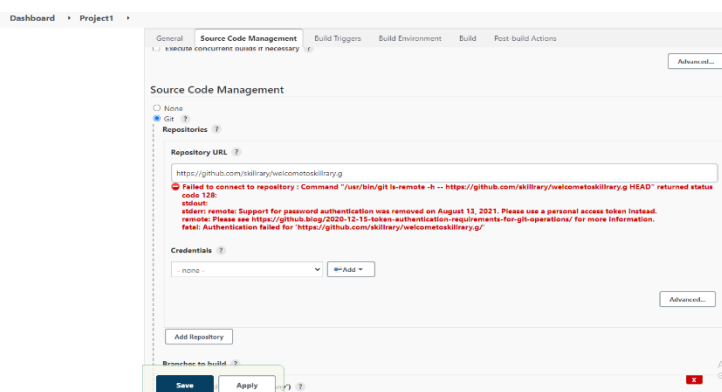 Dashboard › Project1 ›
General Source Code Management Build Triggers Build Environment Build Post-build Actions
Execute concurrent builds if necessary ?
Advanced...
Source Code Management
None
Git ?
Repositories ?
Repository URL ?
https://github.com/skillrary/welcometoskillrary.g
Failed to connect to repository : Command "/usr/bin/git ls-remote -h -- https://github.com/skillrary/welcometoskillrary.g HEAD" returned status
code 128:
stdout:
stderr: remote: Support for password authentication was removed on August 13, 2021. Please use a personal access token instead.
remote: Please see https://github.blog/2020-12-15-token-authentication-requirements-for-git-operations/ for more information.
fatal: Authentication failed for 'https://github.com/skillrary/welcometoskillrary.g/'
Credentials ?
- none -
Add
Advanced...
Add Repository
Branches to build ?
Save Apply ') ?
X